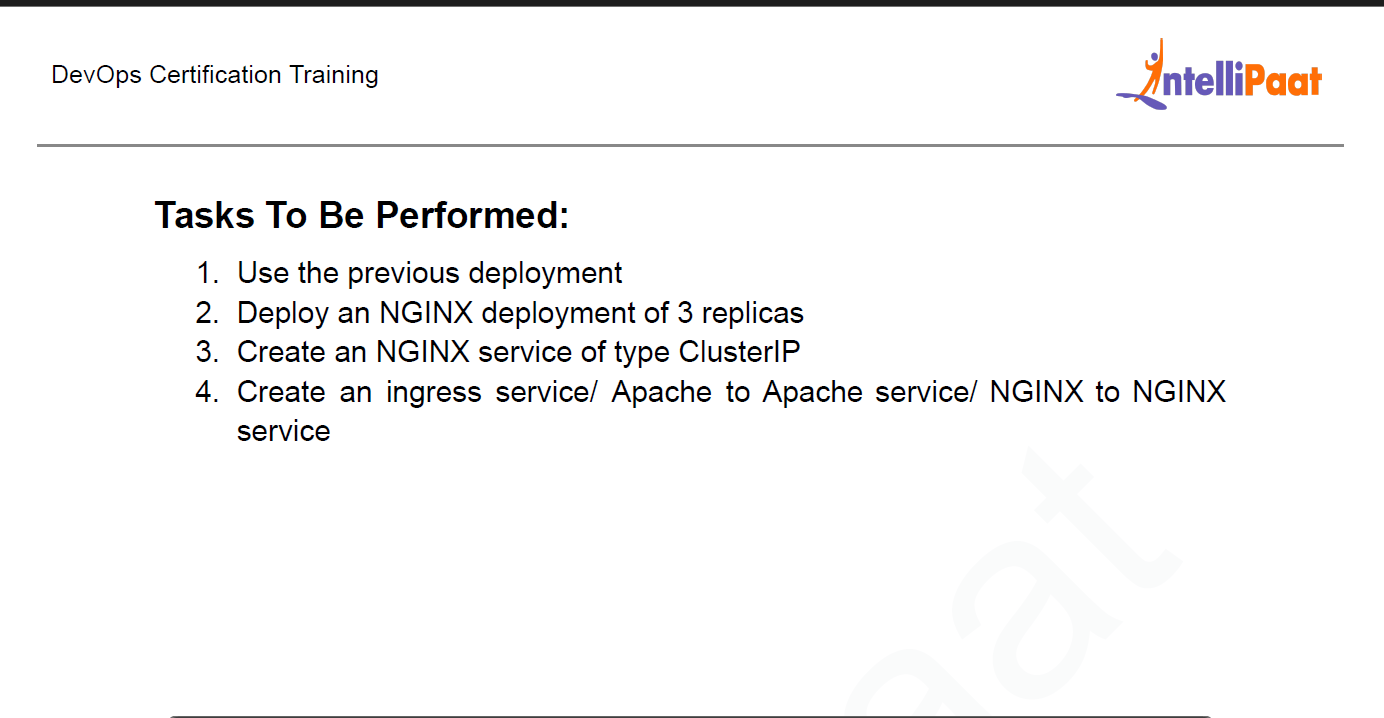 DevOps Certification Training
IntelliPaat
Tasks To Be Performed:
1. Use the previous deployment
2. Deploy an NGINX deployment of 3 replicas
3. Create an NGINX service of type ClusterIP
4. Create an ingress service/ Apache to Apache service/ NGINX to NGINX
service
aat